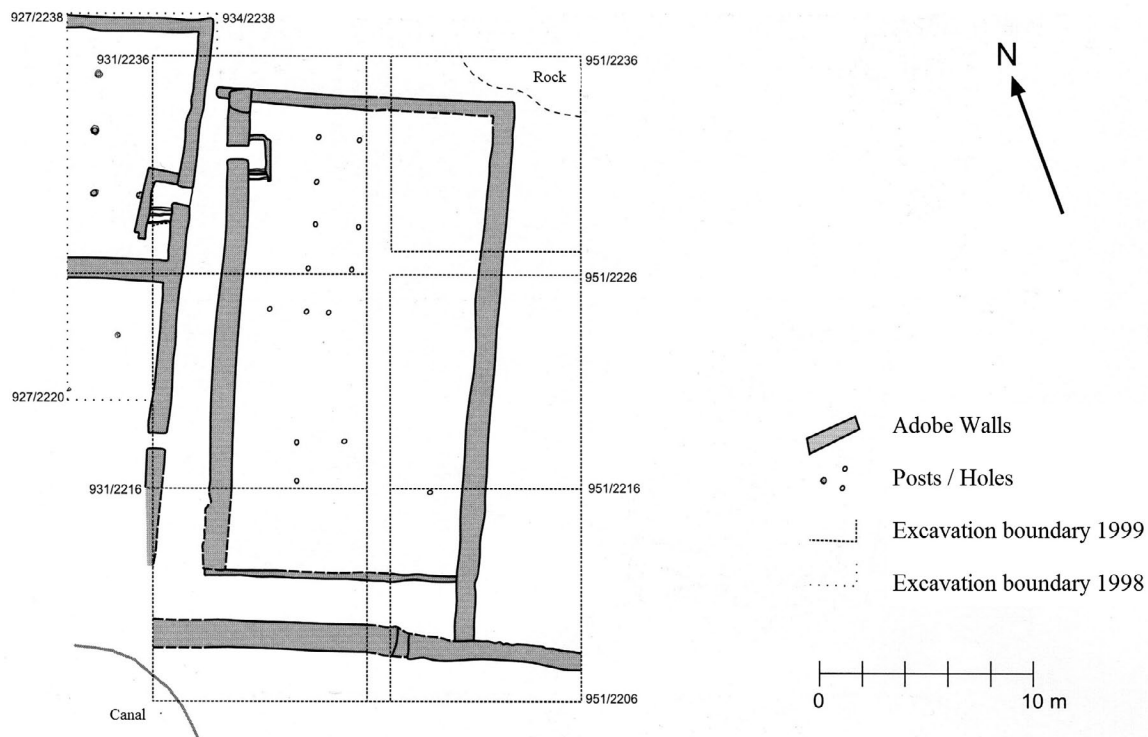 927/2238
934/2238
931/2236
951/2236
Rock
N
951/2226
927/2220
Adobe Walls
931/2216
951/2216
Posts / Holes
Excavation boundary 1999
Excavation boundary 1998
951/2206
Canal
0
10 m